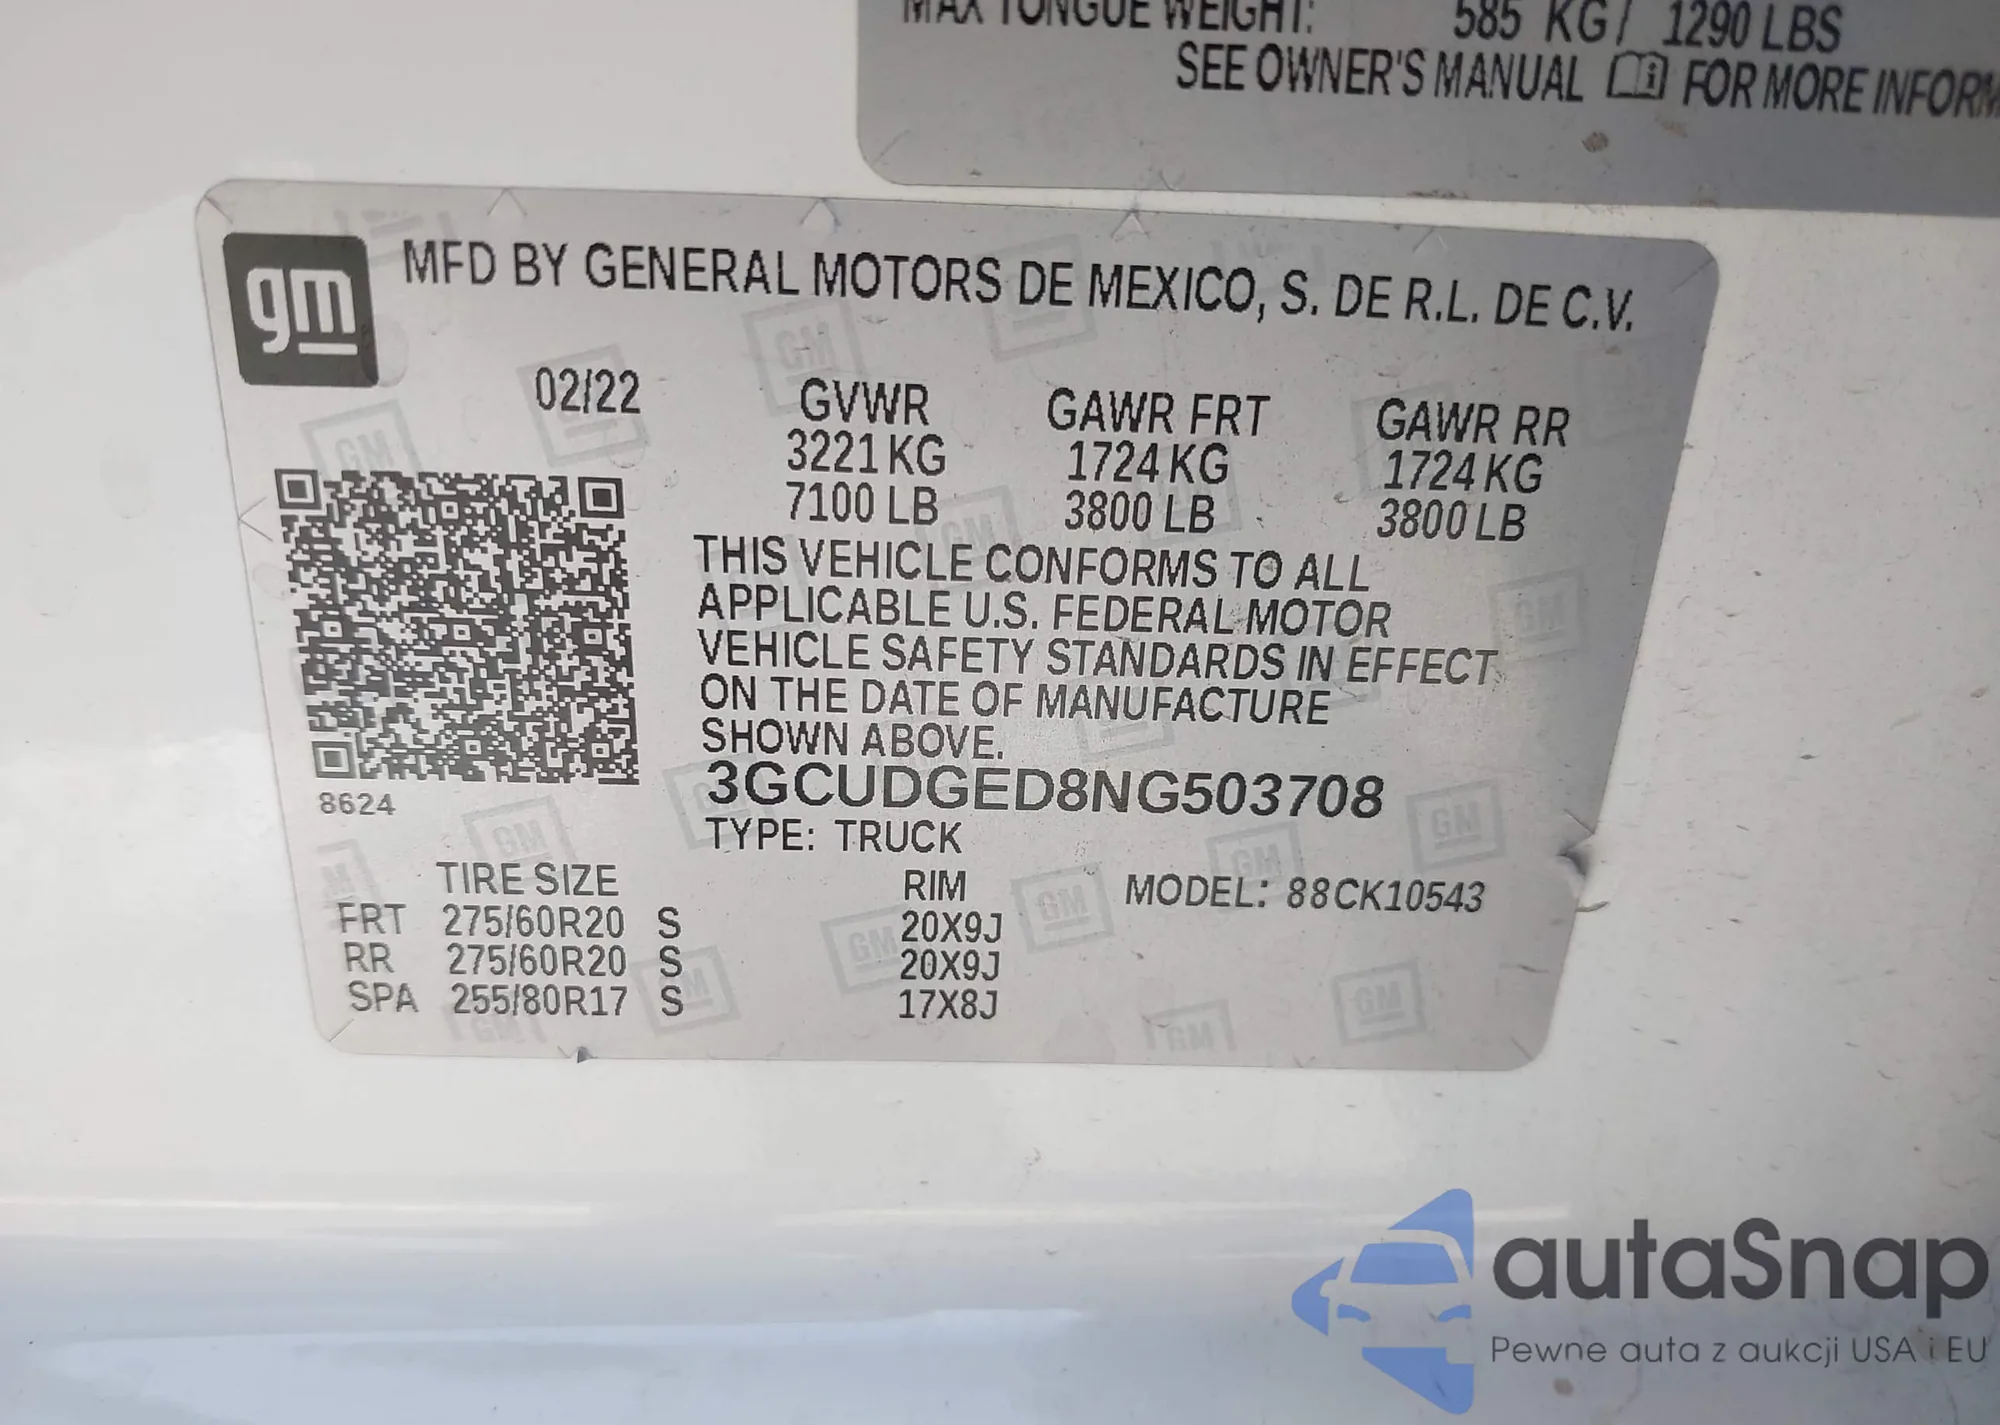 MAX TONGUE WEIGHT: 585 KG / 1290 LBS
SEE OWNER'S MANUAL FOR MORE
gm
MFD BY GENERAL MOTORS DE MEXICO, S. DE R.L. DE C.V.
02/22 GVWR GAWR FRT GAWR RR
3221 KG 1724 KG 1724 KG
7100 LB 3800 LB 3800 LB
THIS VEHICLE CONFORMS TO ALL
APPLICABLE U.S. FEDERAL MOTOR
VEHICLE SAFETY STANDARDS IN EFFECT
ON THE DATE OF MANUFACTURE
SHOWN ABOVE.
3GCUDGED8NG503708
8624
TYPE: TRUCK
TIRE SIZE RIM MODEL: 88CK10543
FRT 275/60R20 S 20X9J
RR 275/60R20 S 20X9J
SPA 255/80R17 S 17X8J
autaSnap
Pewne auta z aukcji USA i EU